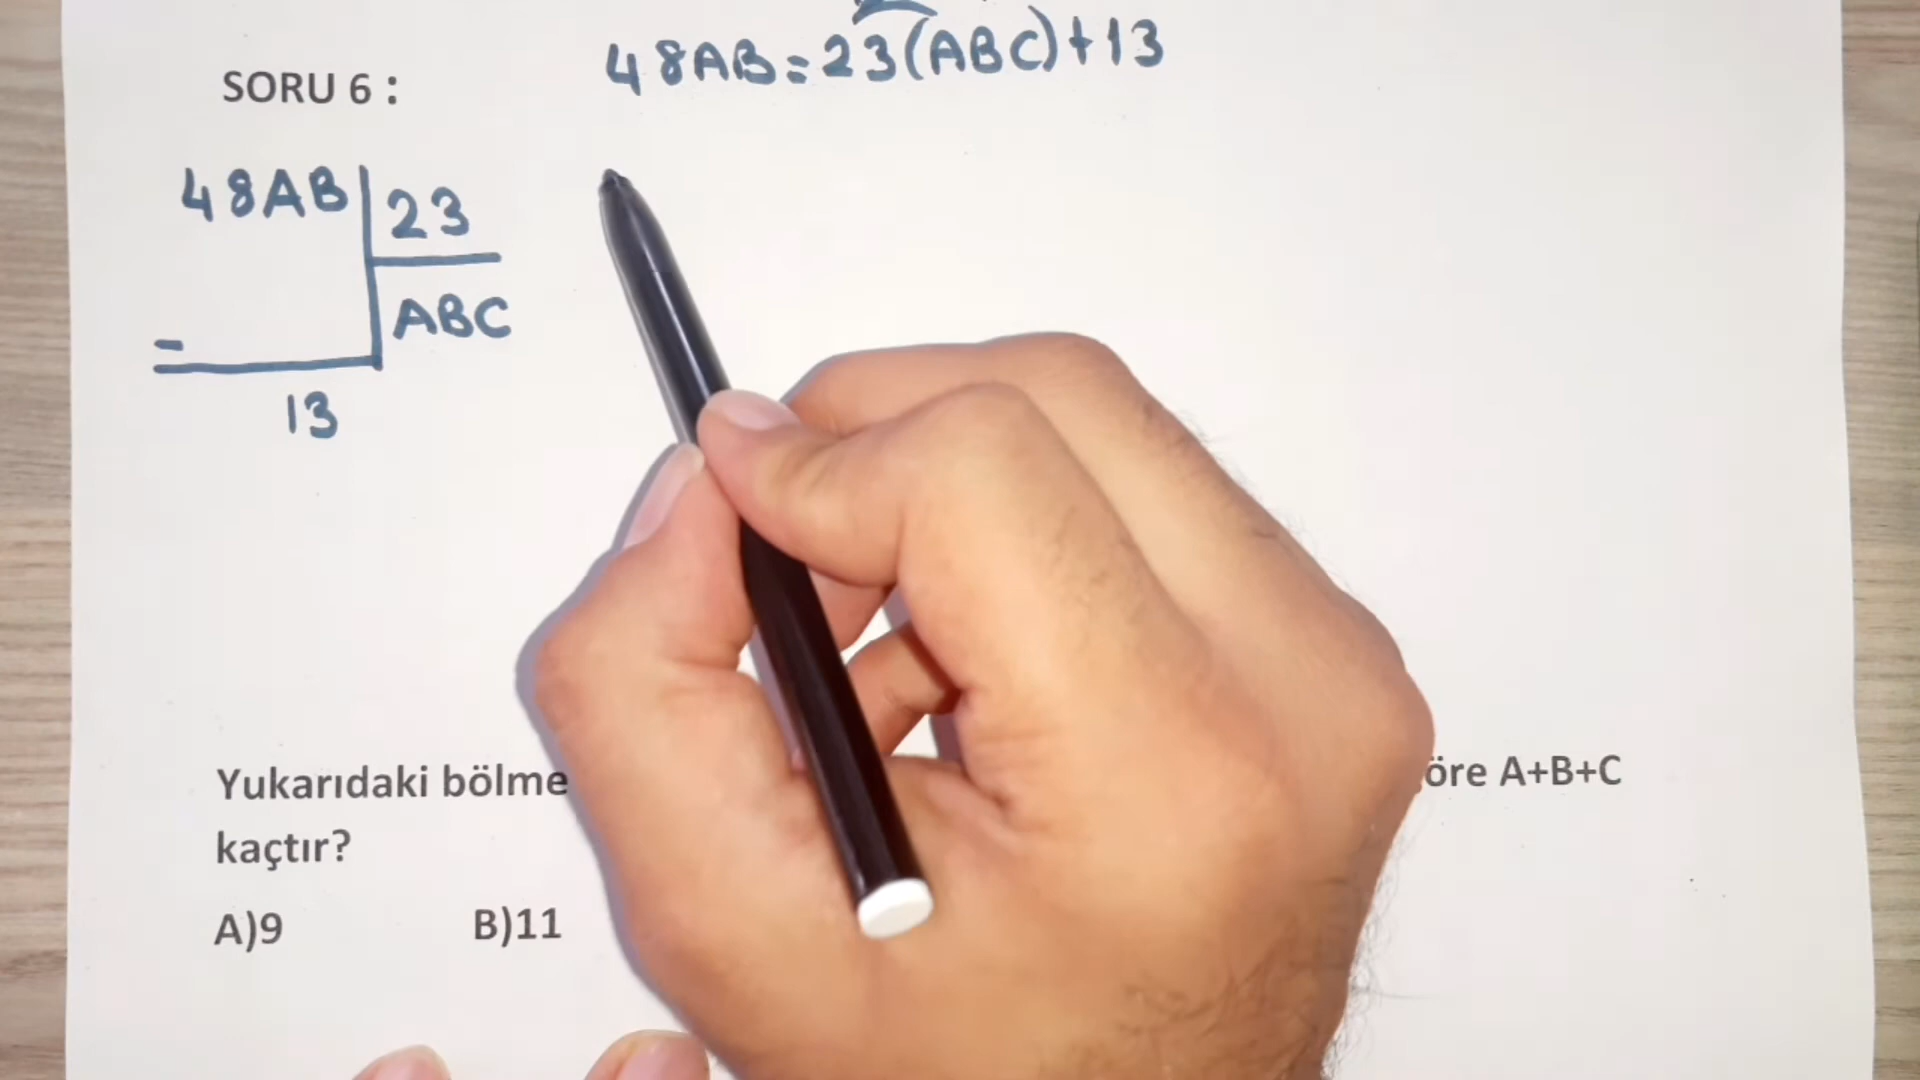 48AB=23(ABC)+13
SORU 6 :
48AB 23
ABC
-
13
Yukarıdaki bölme öre A+B+C
kaçtır?
A)9 B)11